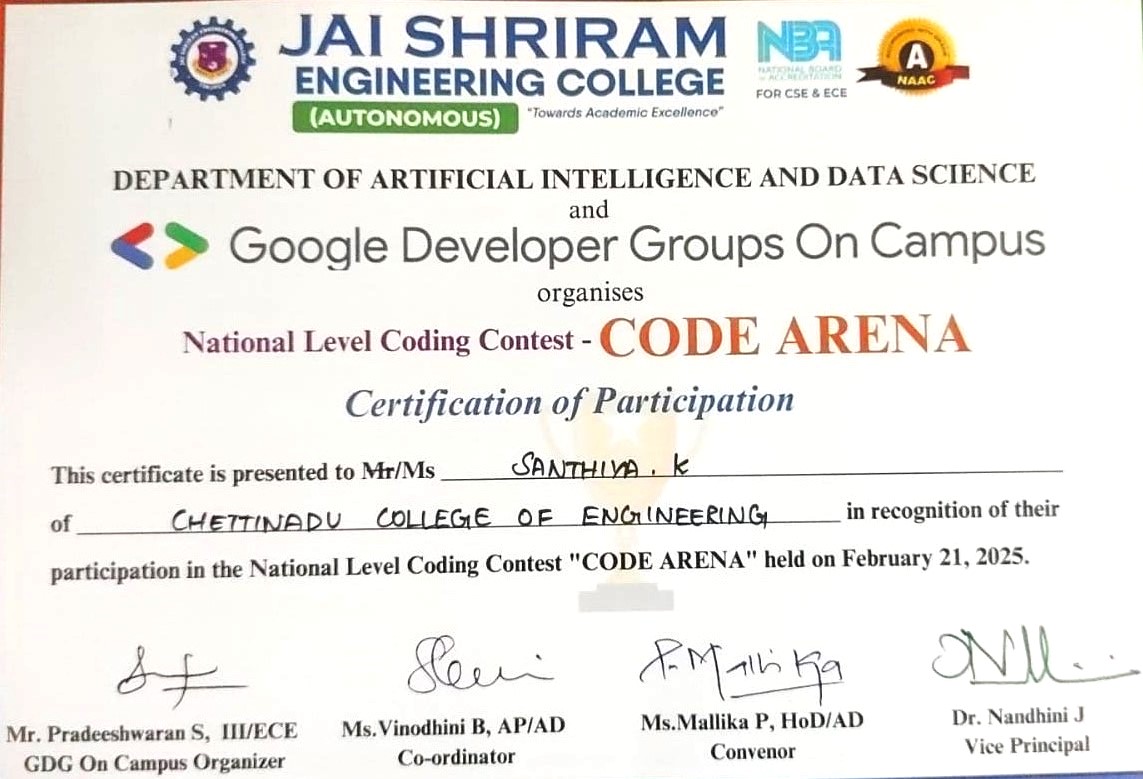 JAI SHRIRAM
ENGINEERING COLLEGE
(AUTONOMOUS) "Towards Academic Excellence"
NBA
NATIONAL BOARD
of ACCREDITATION
FOR CSE & ECE
A
NAAC
DEPARTMENT OF ARTIFICIAL INTELLIGENCE AND DATA SCIENCE
and
Google Developer Groups On Campus
organises
National Level Coding Contest - CODE ARENA
Certification of Participation
This certificate is presented to Mr/Ms SANTHIYA. K
of CHETTINADU COLLEGE OF ENGINEERING in recognition of their
participation in the National Level Coding Contest "CODE ARENA" held on February 21, 2025.
P. Mallika
Mr. Pradeeshwaran S, III/ECE
GDG On Campus Organizer
Ms.Vinodhini B, AP/AD
Co-ordinator
Ms.Mallika P, HoD/AD
Convenor
Dr. Nandhini J
Vice Principal